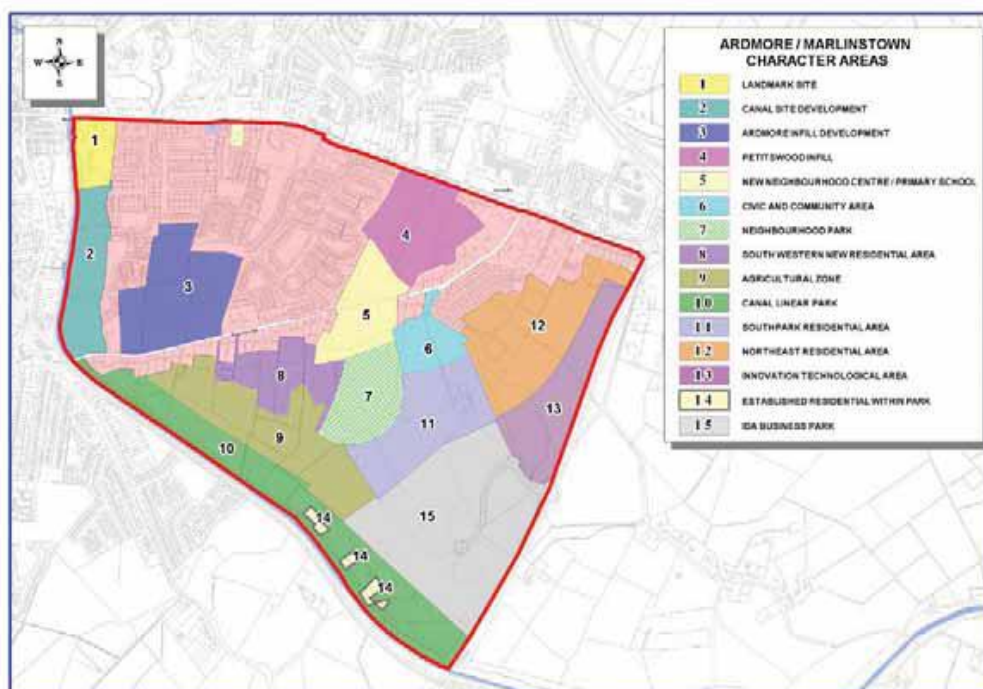 N
W E
S
ARDMORE / MARLINSTOWN
CHARACTER AREAS
1 LANDMARK SITE
2 CANAL SITE DEVELOPMENT
3 ARDMORE INFILL DEVELOPMENT
4 PETITSWOOD INFILL
5 NEW NEIGHBOURHOOD CENTRE / PRIMARY SCHOOL
6 CIVIC AND COMMUNITY AREA
7 NEIGHBOURHOOD PARK
8 SOUTH WESTERN NEW RESIDENTIAL AREA
9 AGRICULTURAL ZONE
10 CANAL LINEAR PARK
11 SOUTHPARK RESIDENTIAL AREA
12 NORTHEAST RESIDENTIAL AREA
13 INNOVATION TECHNOLOGICAL AREA
14 ESTABLISHED RESIDENTIAL WITHIN PARK
15 IDA BUSINESS PARK
1
2
3
4
5
6
7
8
9
10
11
12
13
14
14
14
15